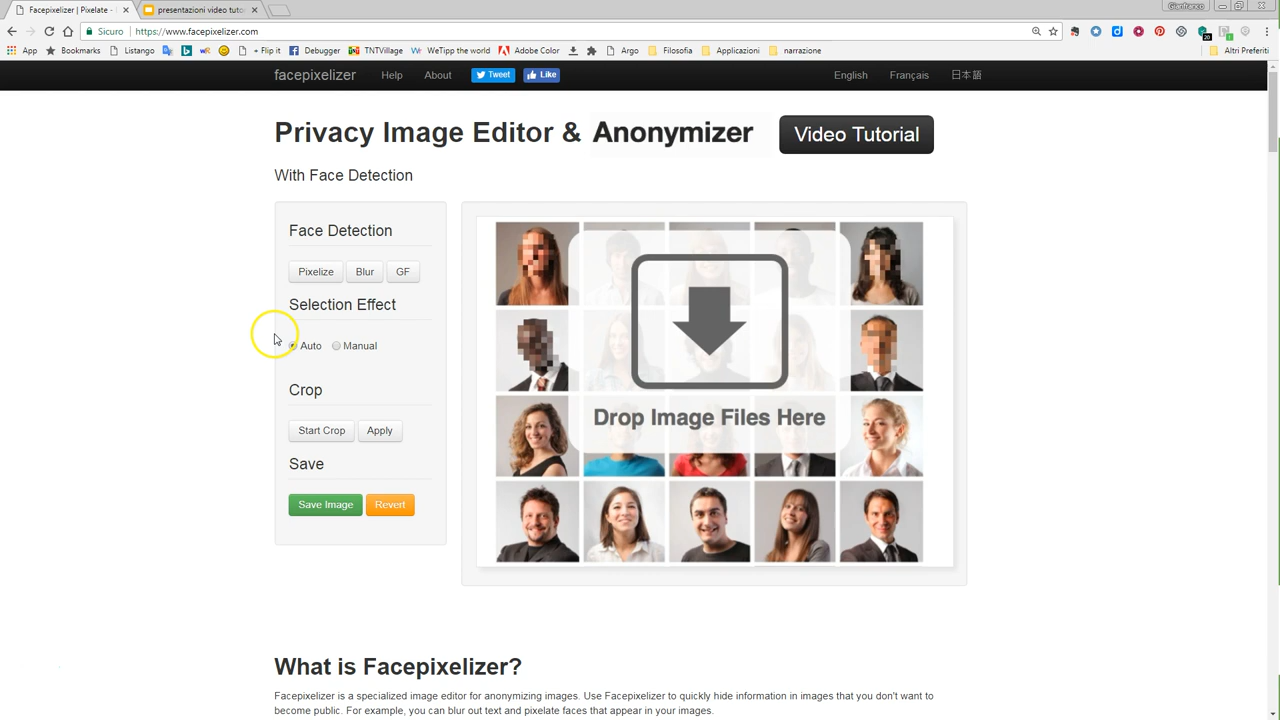 Facepixelizer | Pixelate -
presentazioni video tuto
Gianfranco
Sicuro
https://www.facepixelizer.com
20
App
Bookmarks
Listango
wR
+ Flip it
Debugger
TNTVillage
WeTipp the world
Adobe Color
Argo
Filosofia
Applicazioni
narrazione
Altri Preferiti
facepixelizer
Help
About
Tweet
Like
English
Français
日本語
Privacy Image Editor & Anonymizer
Video Tutorial
With Face Detection
Face Detection
Pixelize
Blur
GF
Selection Effect
Auto
Manual
Crop
Start Crop
Apply
Save
Save Image
Revert
Drop Image Files Here
What is Facepixelizer?
Facepixelizer is a specialized image editor for anonymizing images. Use Facepixelizer to quickly hide information in images that you don't want to
become public. For example, you can blur out text and pixelate faces that appear in your images.